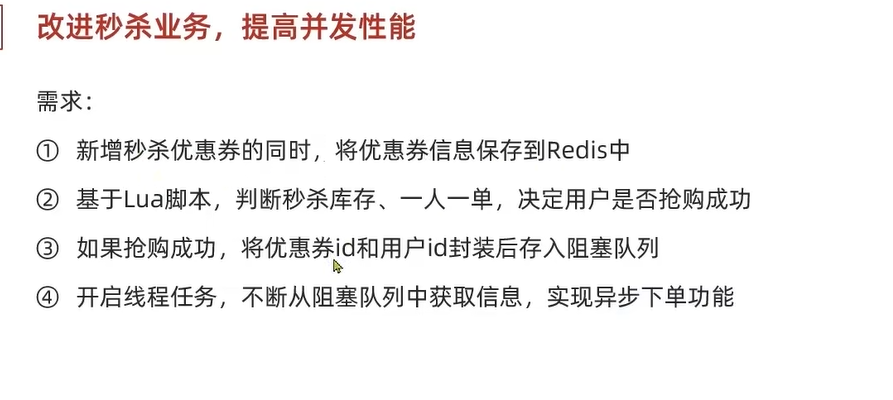 改进秒杀业务，提高并发性能
需求：
① 新增秒杀优惠券的同时，将优惠券信息保存到Redis中
② 基于Lua脚本，判断秒杀库存、一人一单，决定用户是否抢购成功
③ 如果抢购成功，将优惠券id和用户id封装后存入阻塞队列
④ 开启线程任务，不断从阻塞队列中获取信息，实现异步下单功能